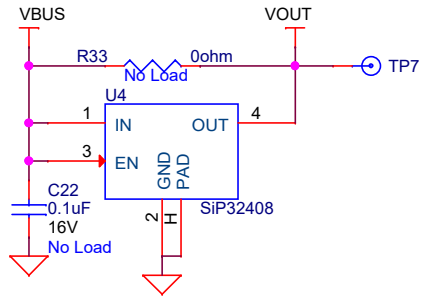 VBUS
VOUT
R33
0ohm
No Load
TP7
U4
1
IN
OUT
4
3
EN
GND
PAD
C22
0.1uF
16V
No Load
2
H
SiP32408